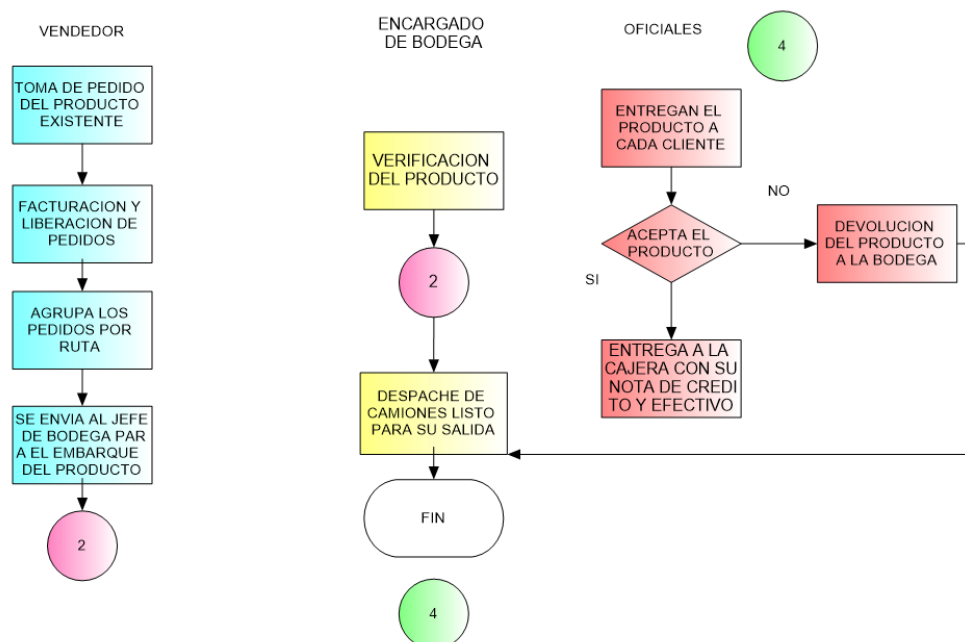 VENDEDOR
TOMA DE PEDIDO
DEL PRODUCTO
EXISTENTE
FACTURACION Y
LIBERACION DE
PEDIDOS
AGRUPA LOS
PEDIDOS POR
RUTA
SE ENVIA AL JEFE
DE BODEGA PAR
A EL EMBARQUE
DEL PRODUCTO
2
ENCARGADO
DE BODEGA
VERIFICACION
DEL PRODUCTO
2
DESPACHE DE
CAMIONES LISTO
PARA SU SALIDA
FIN
4
OFICIALES
4
ENTREGAN EL
PRODUCTO A
CADA CLIENTE
ACEPTA EL
PRODUCTO
NO
DEVOLUCION
DEL PRODUCTO
A LA BODEGA
SI
ENTREGA A LA
CAJERA CON SU
NOTA DE CREDI
TO Y EFECTIVO